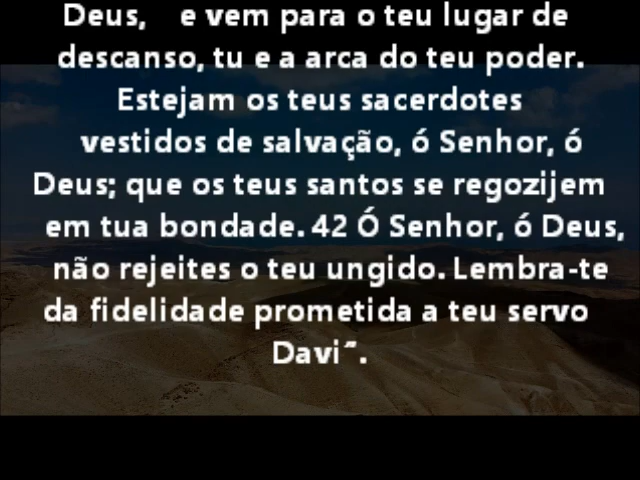 Deus, e vem para o teu lugar de
descanso, tu e a arca do teu poder.
Estejam os teus sacerdotes
vestidos de salvação, ó Senhor, ó
Deus; que os teus santos se regozijem
em tua bondade. 42 Ó Senhor, ó Deus,
não rejeites o teu ungido. Lembra-te
da fidelidade prometida a teu servo
Davi˝.